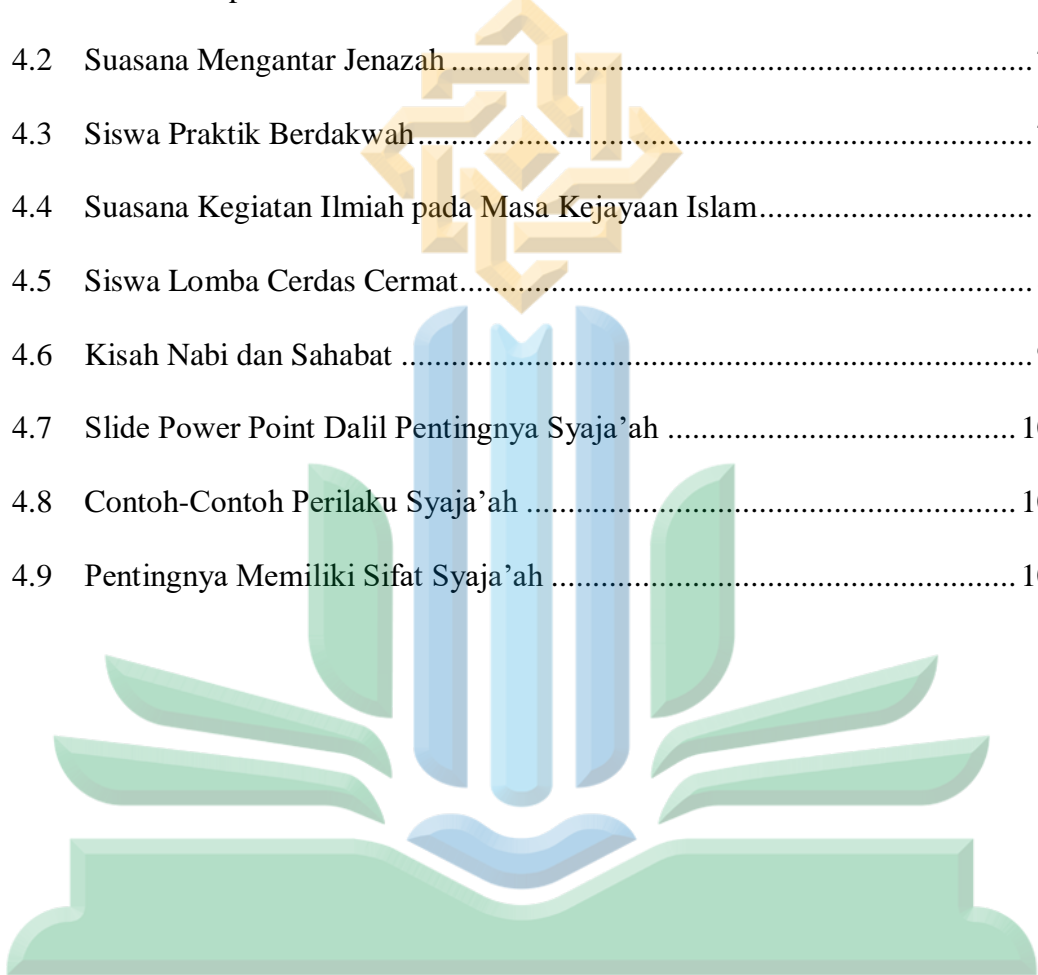 4.2 Suasana Mengantar Jenazah
4.3 Siswa Praktik Berdakwah
4.4 Suasana Kegiatan Ilmiah pada Masa Kejayaan Islam
4.5 Siswa Lomba Cerdas Cermat
4.6 Kisah Nabi dan Sahabat
4.7 Slide Power Point Dalil Pentingnya Syaja’ah
4.8 Contoh-Contoh Perilaku Syaja’ah
4.9 Pentingnya Memiliki Sifat Syaja’ah